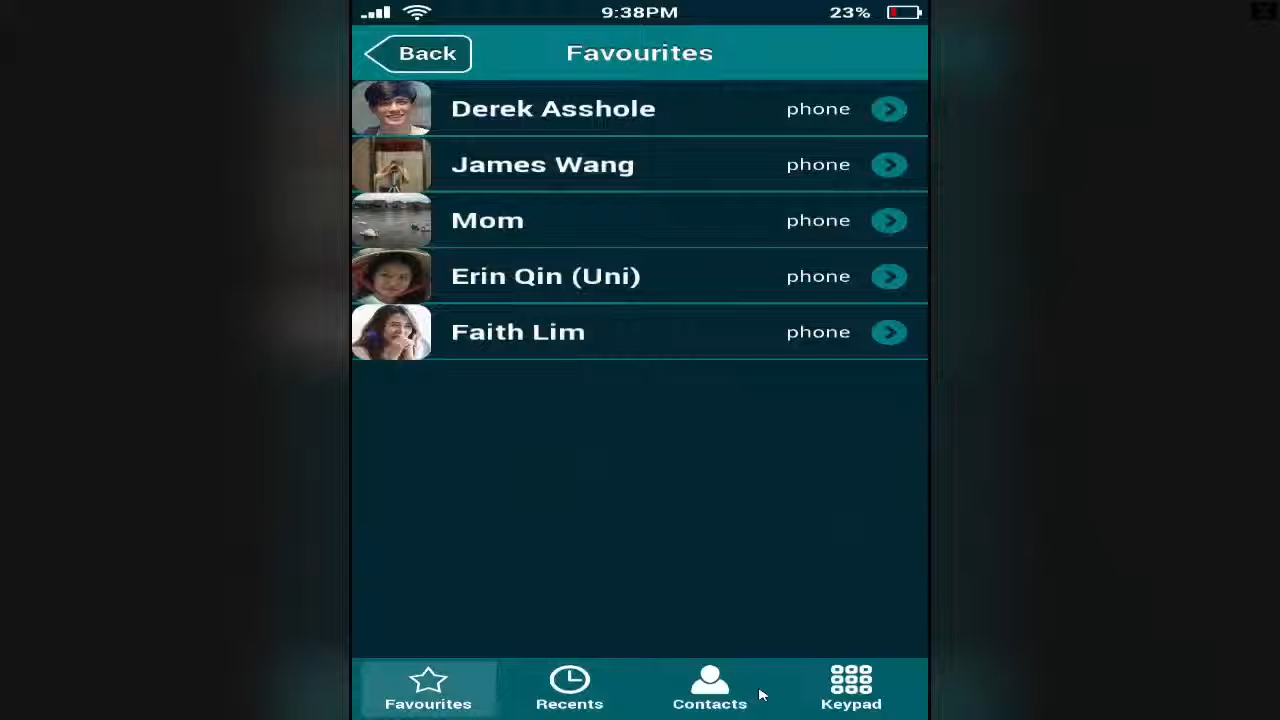 9:38PM 23%
Back Favourites
Derek Asshole phone
James Wang phone
Mom phone
Erin Qin (Uni) phone
Faith Lim phone
Favourites Recents Contacts Keypad